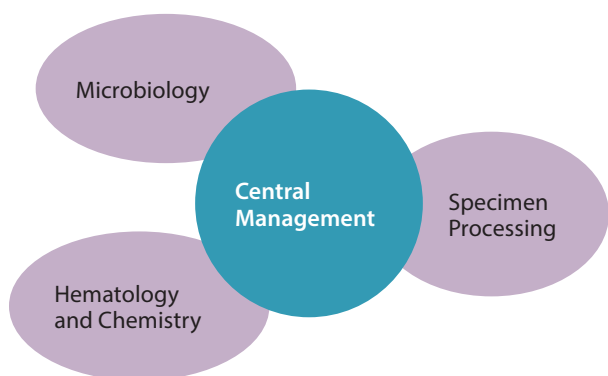 Microbiology
Central
Management
Specimen
Processing
Hematology
and Chemistry